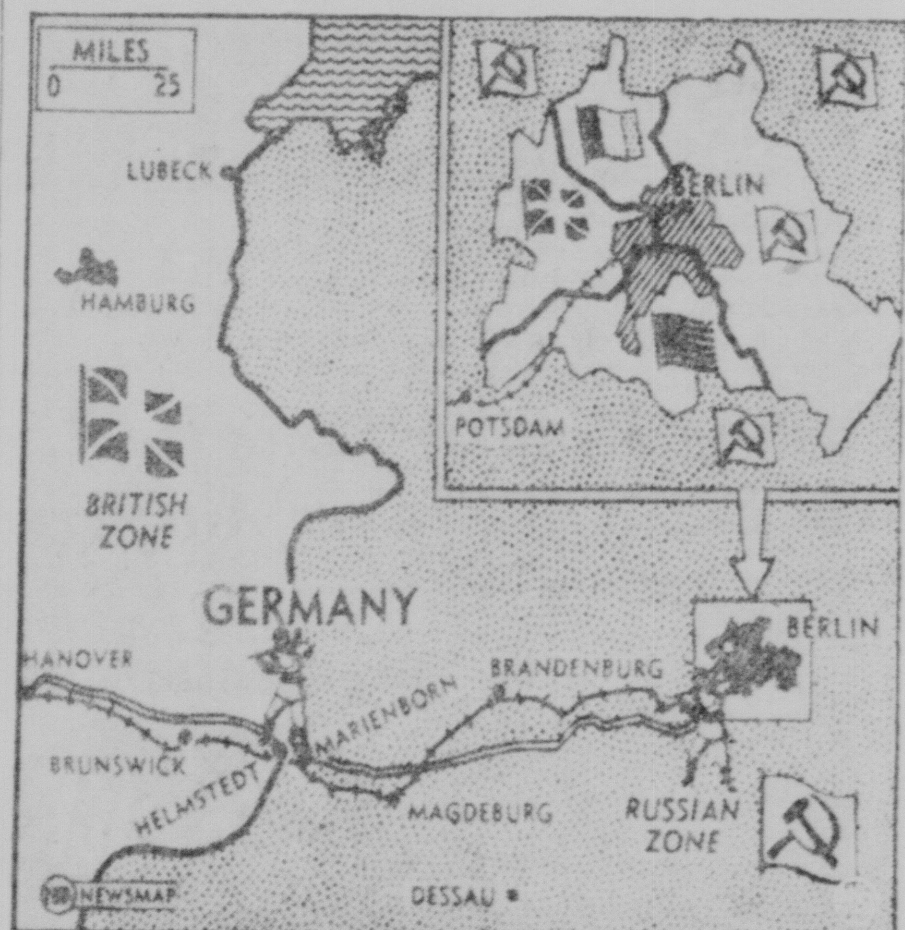 MILES
0 25
LUBECK
HAMBURG
BRITISH
ZONE
BERLIN
POTSDAM
GERMANY
HANOVER
BRUNSWICK
HELMSTEDT
MARIENBORN
BRANDENBURG
MAGDEBURG
BERLIN
RUSSIAN
ZONE
DESSAU
NEWSMAP